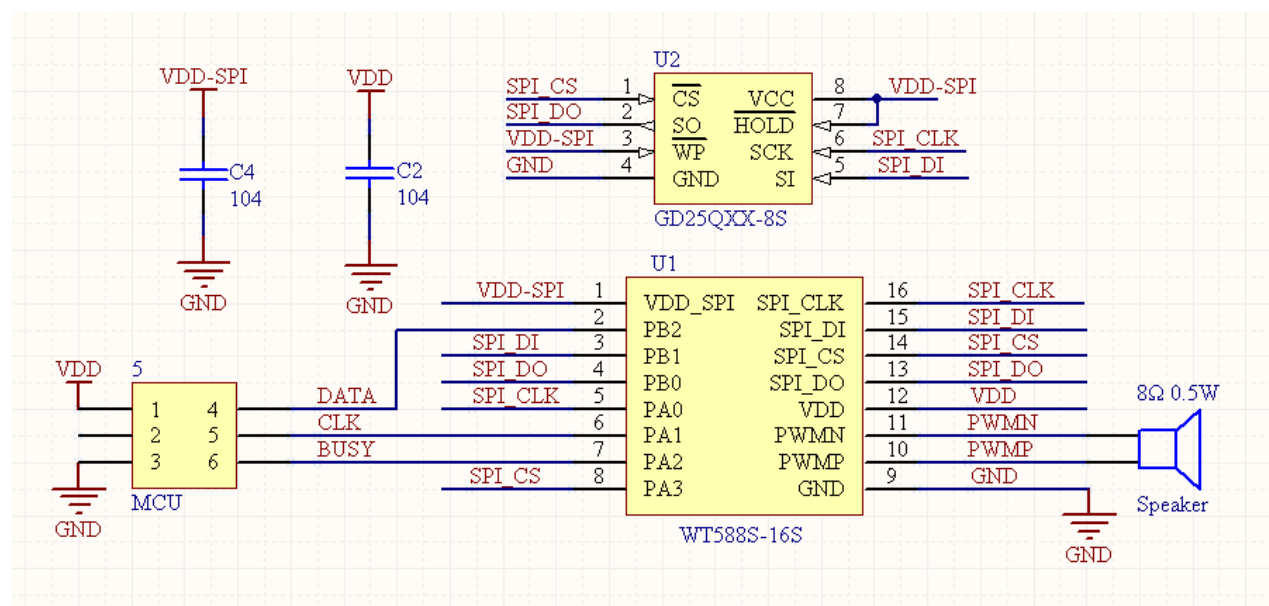 VDD-SPI
C4
104
GND
VDD
C2
104
GND
U2
SPI_CS 1 CS VCC 8 VDD-SPI
SPI_DO 2 SO HOLD 7
VDD-SPI 3 WP SCK 6 SPI_CLK
GND 4 GND SI 5 SPI_DI
GD25QXX-8S
U1
VDD-SPI 1 VDD_SPI SPI_CLK 16 SPI_CLK
2 PB2 SPI_DI 15 SPI_DI
SPI_DI 3 PB1 SPI_CS 14 SPI_CS
SPI_DO 4 PB0 SPI_DO 13 SPI_DO
SPI_CLK 5 PA0 VDD 12 VDD
6 PA1 PWMN 11 PWMN
7 PA2 PWMP 10 PWMP
SPI_CS 8 PA3 GND 9 GND
WT588S-16S
GND
VDD
5
1 4 DATA
2 5 CLK
3 6 BUSY
MCU
GND
8Ω 0.5W
Speaker